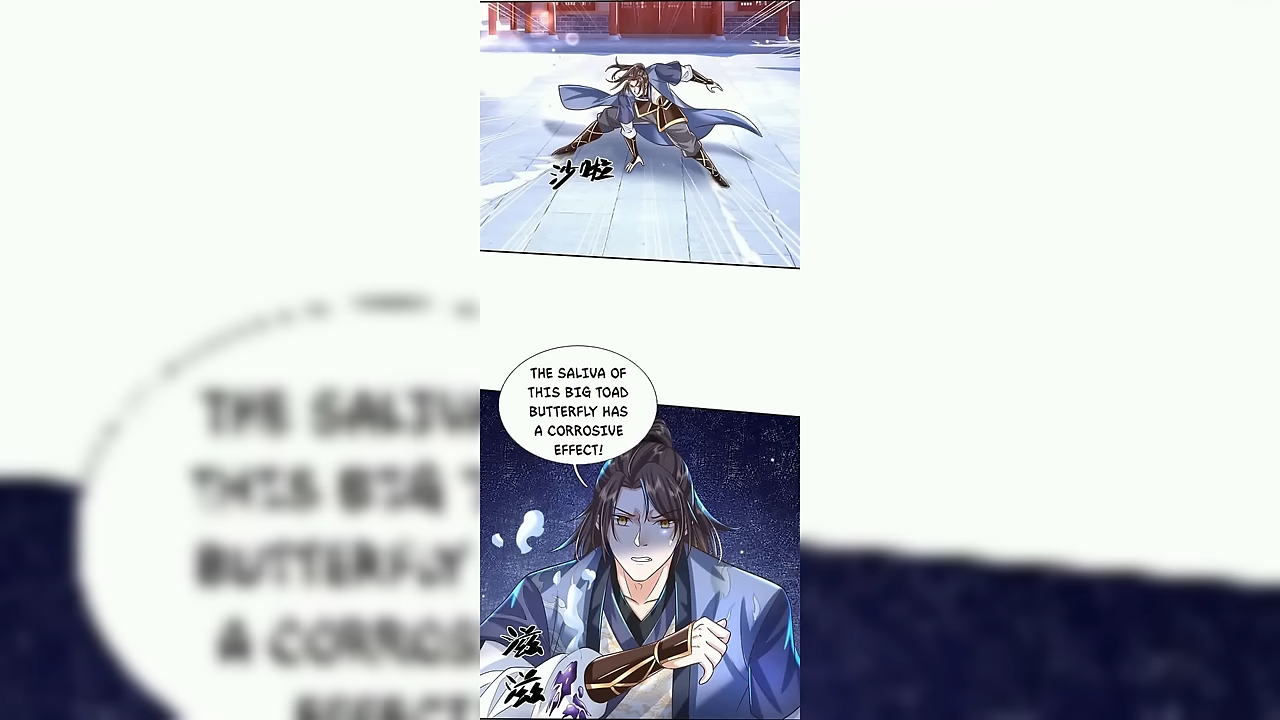 沙啦
THE SALIVA OF
THIS BIG TOAD
BUTTERFLY HAS
A CORROSIVE
EFFECT!
滋
滋